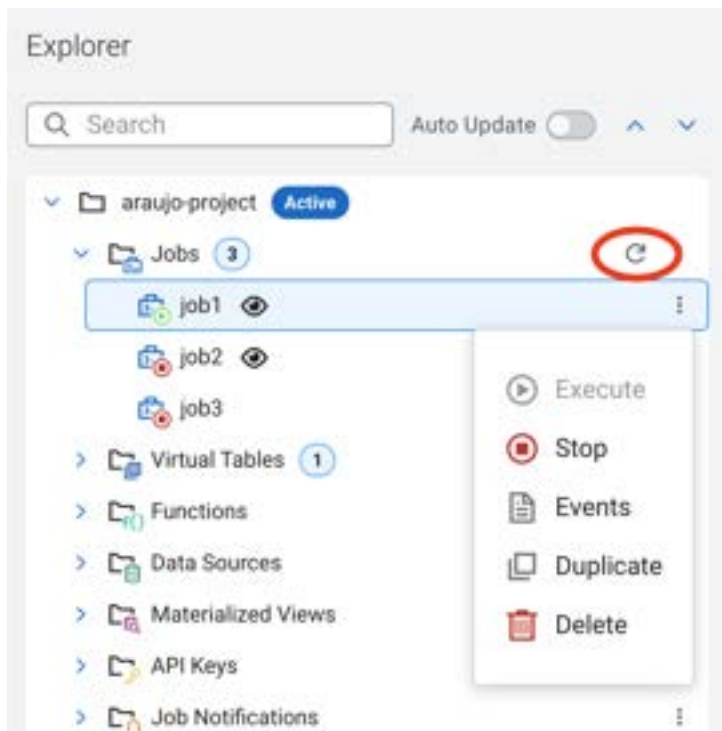 Explorer
Search Auto Update
araujo-project Active
Jobs 3
job1
job2
job3
Virtual Tables 1
Functions
Data Sources
Materialized Views
API Keys
Job Notifications
Execute
Stop
Events
Duplicate
Delete